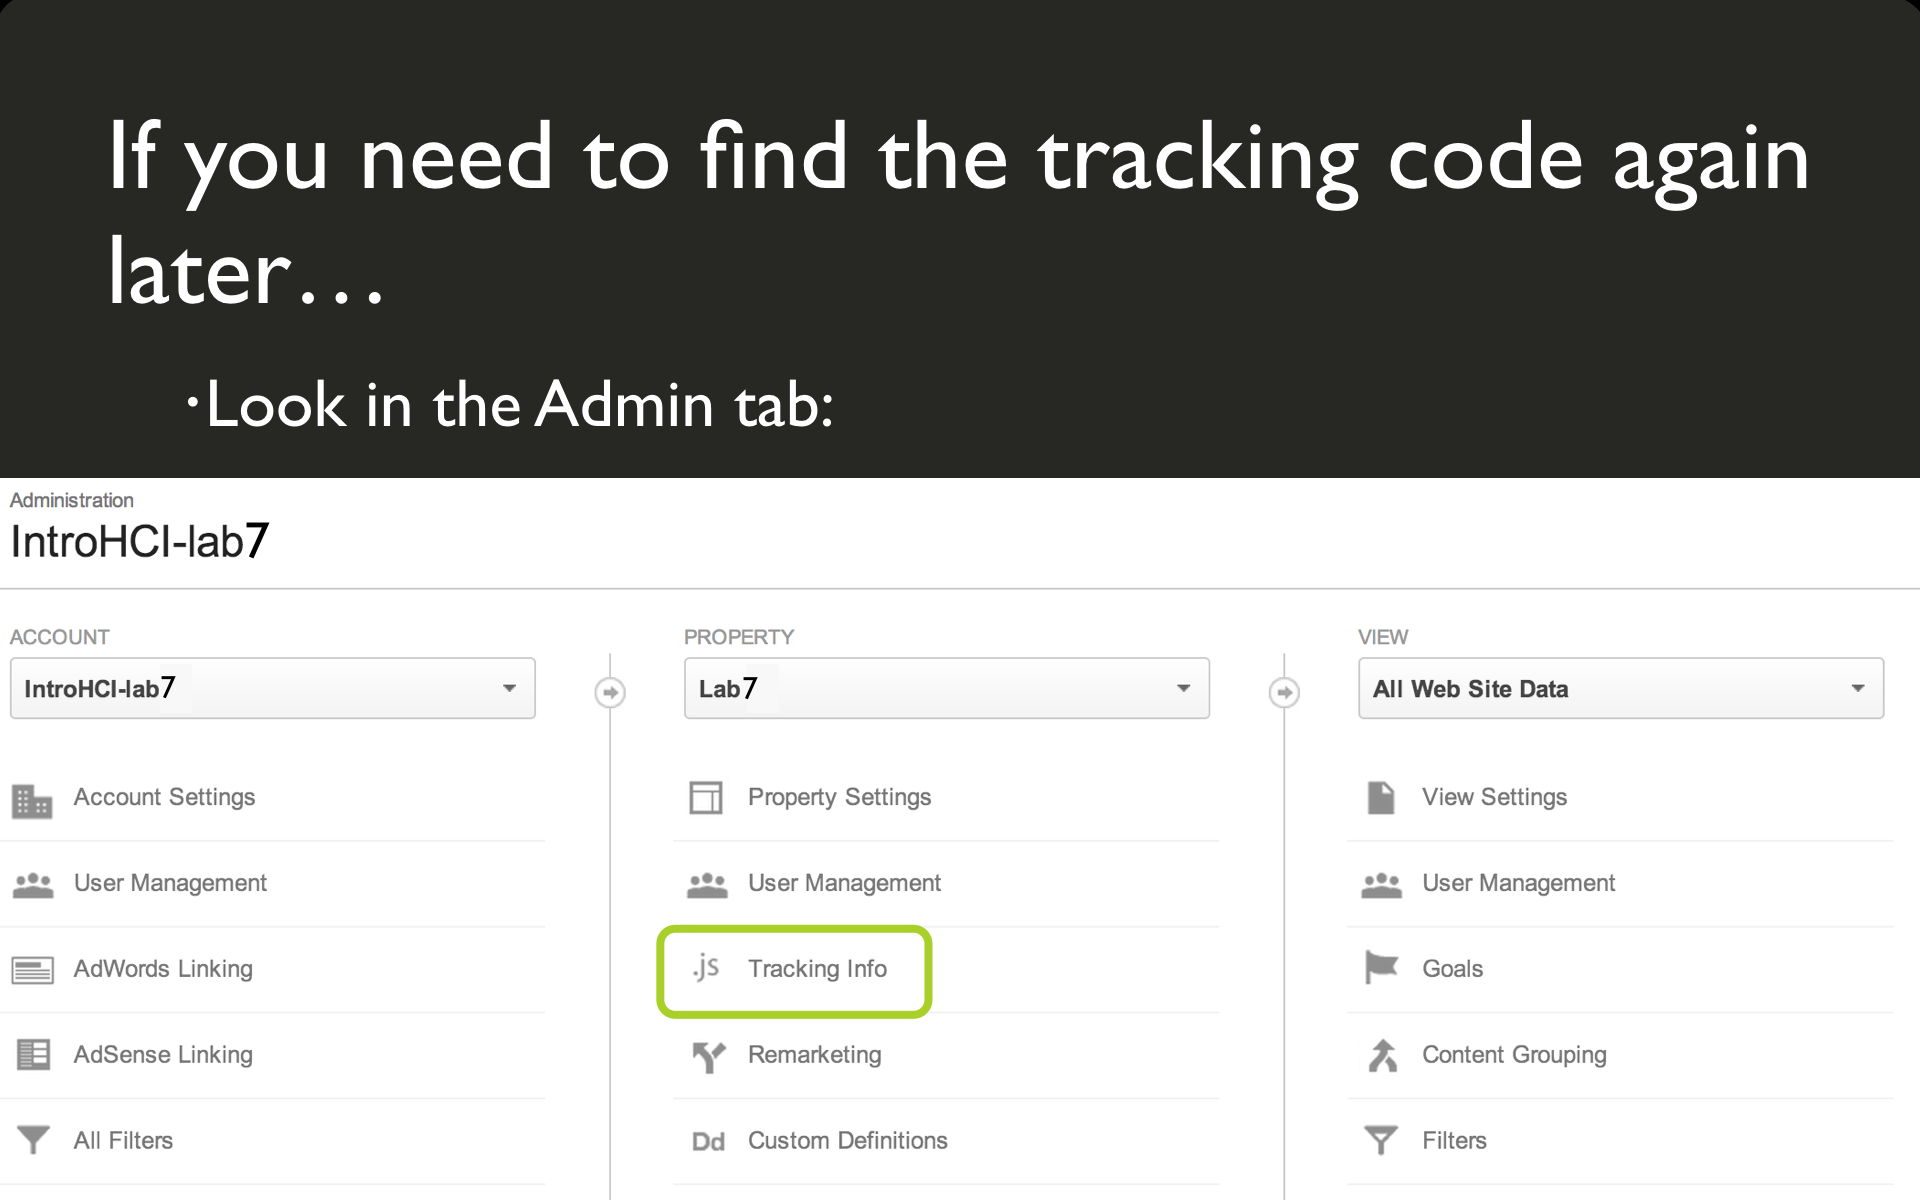 If you need to find the tracking code again
later…
•Look in the Admin tab:
Administration
IntroHCI-lab7
ACCOUNT
IntroHCI-lab7
Account Settings
User Management
AdWords Linking
AdSense Linking
All Filters
PROPERTY
Lab7
Property Settings
User Management
.js Tracking Info
Remarketing
Dd Custom Definitions
VIEW
All Web Site Data
View Settings
User Management
Goals
Content Grouping
Filters